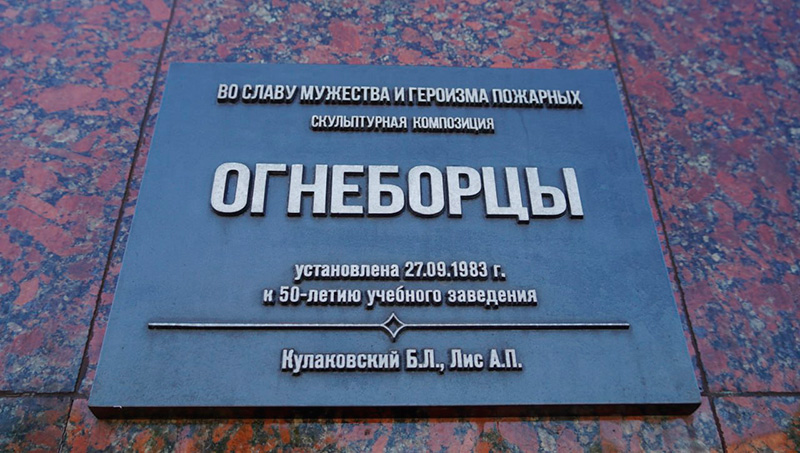 ВО СЛАВУ МУЖЕСТВА И ГЕРОИЗМА ПОЖАРНЫХ
СКУЛЬПТУРНАЯ КОМПОЗИЦИЯ
ОГНЕБОРЦЫ
установлена 27.09.1983 г.
к 50-летию учебного заведения
Кулаковский Б.Л., Лис А.П.